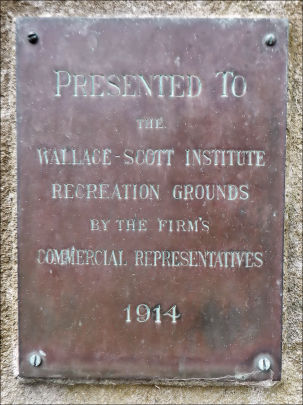 PRESENTED TO
THE
WALLACE-SCOTT INSTITUTE
RECREATION GROUNDS
BY THE FIRM'S
COMMERCIAL REPRESENTATIVES
1914